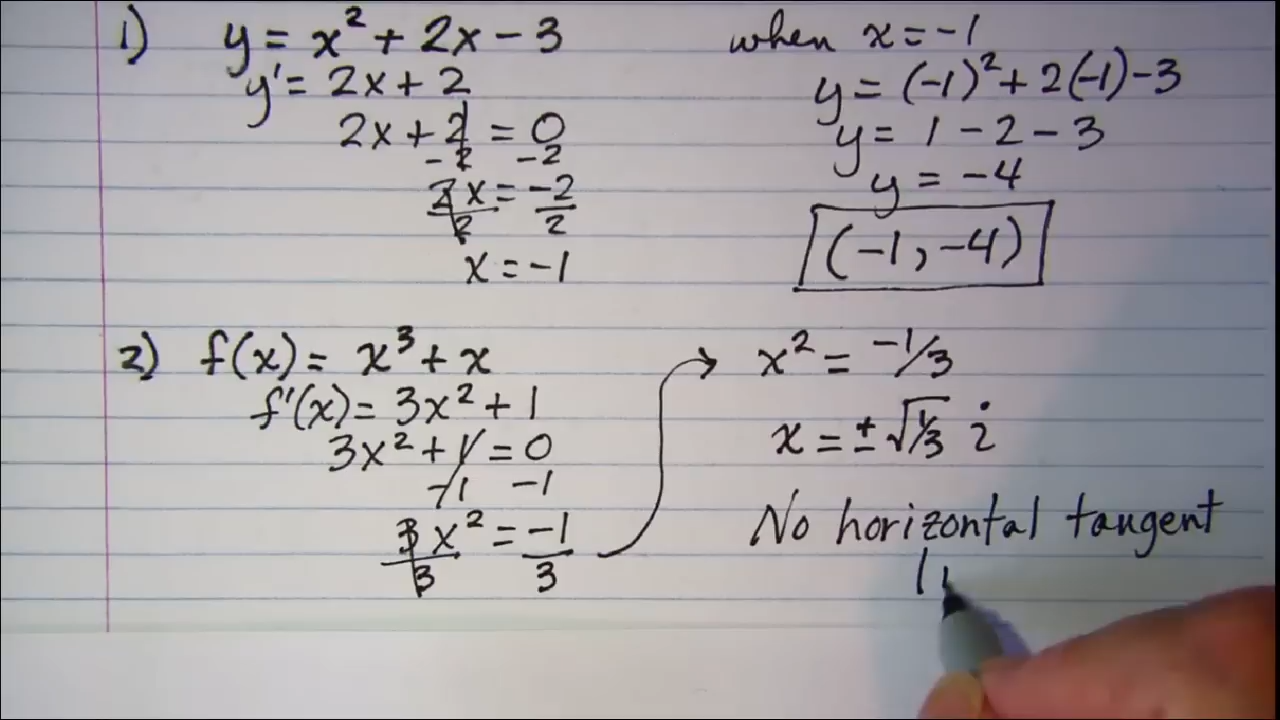 1) y = x² + 2x - 3
y' = 2x + 2
2x + 2 = 0
-2 -2
2x = -2
2 2
x = -1
when x = -1
y = (-1)² + 2(-1) - 3
y = 1 - 2 - 3
y = -4
(-1, -4)
2) f(x) = x³ + x
f'(x) = 3x² + 1
3x² + 1 = 0
-1 -1
3x² = -1
3 3
x² = -1/3
x = ±√1/3 i
No horizontal tangent